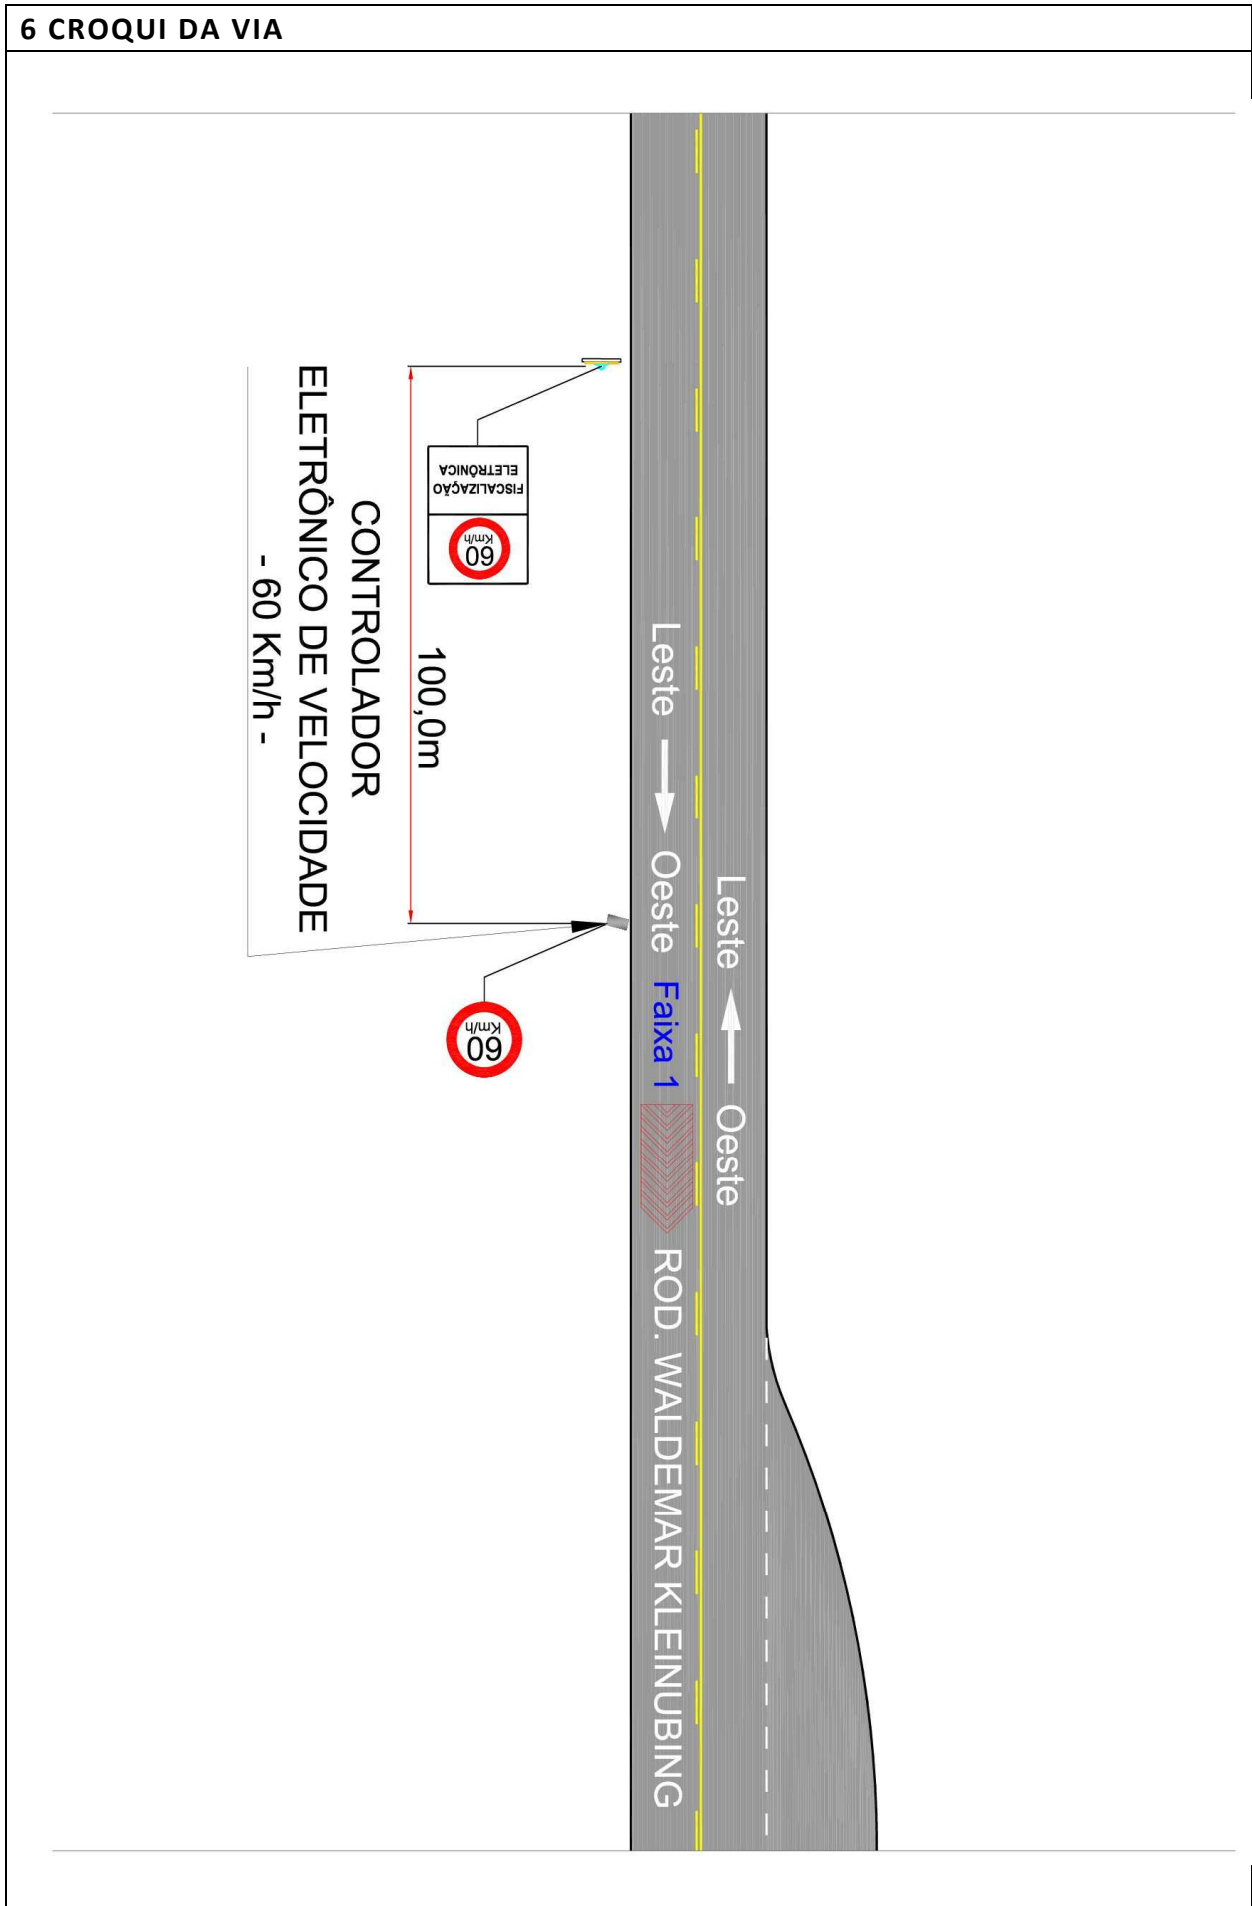 6 CROQUI DA VIA
FISCALIZAÇÃO
ELETRÔNICA
60
Km/h
100,0m
CONTROLADOR
ELETRÔNICO DE VELOCIDADE
- 60 Km/h -
60
Km/h
Leste Oeste
Leste Oeste
Faixa 1
ROD. WALDEMAR KLEINUBING